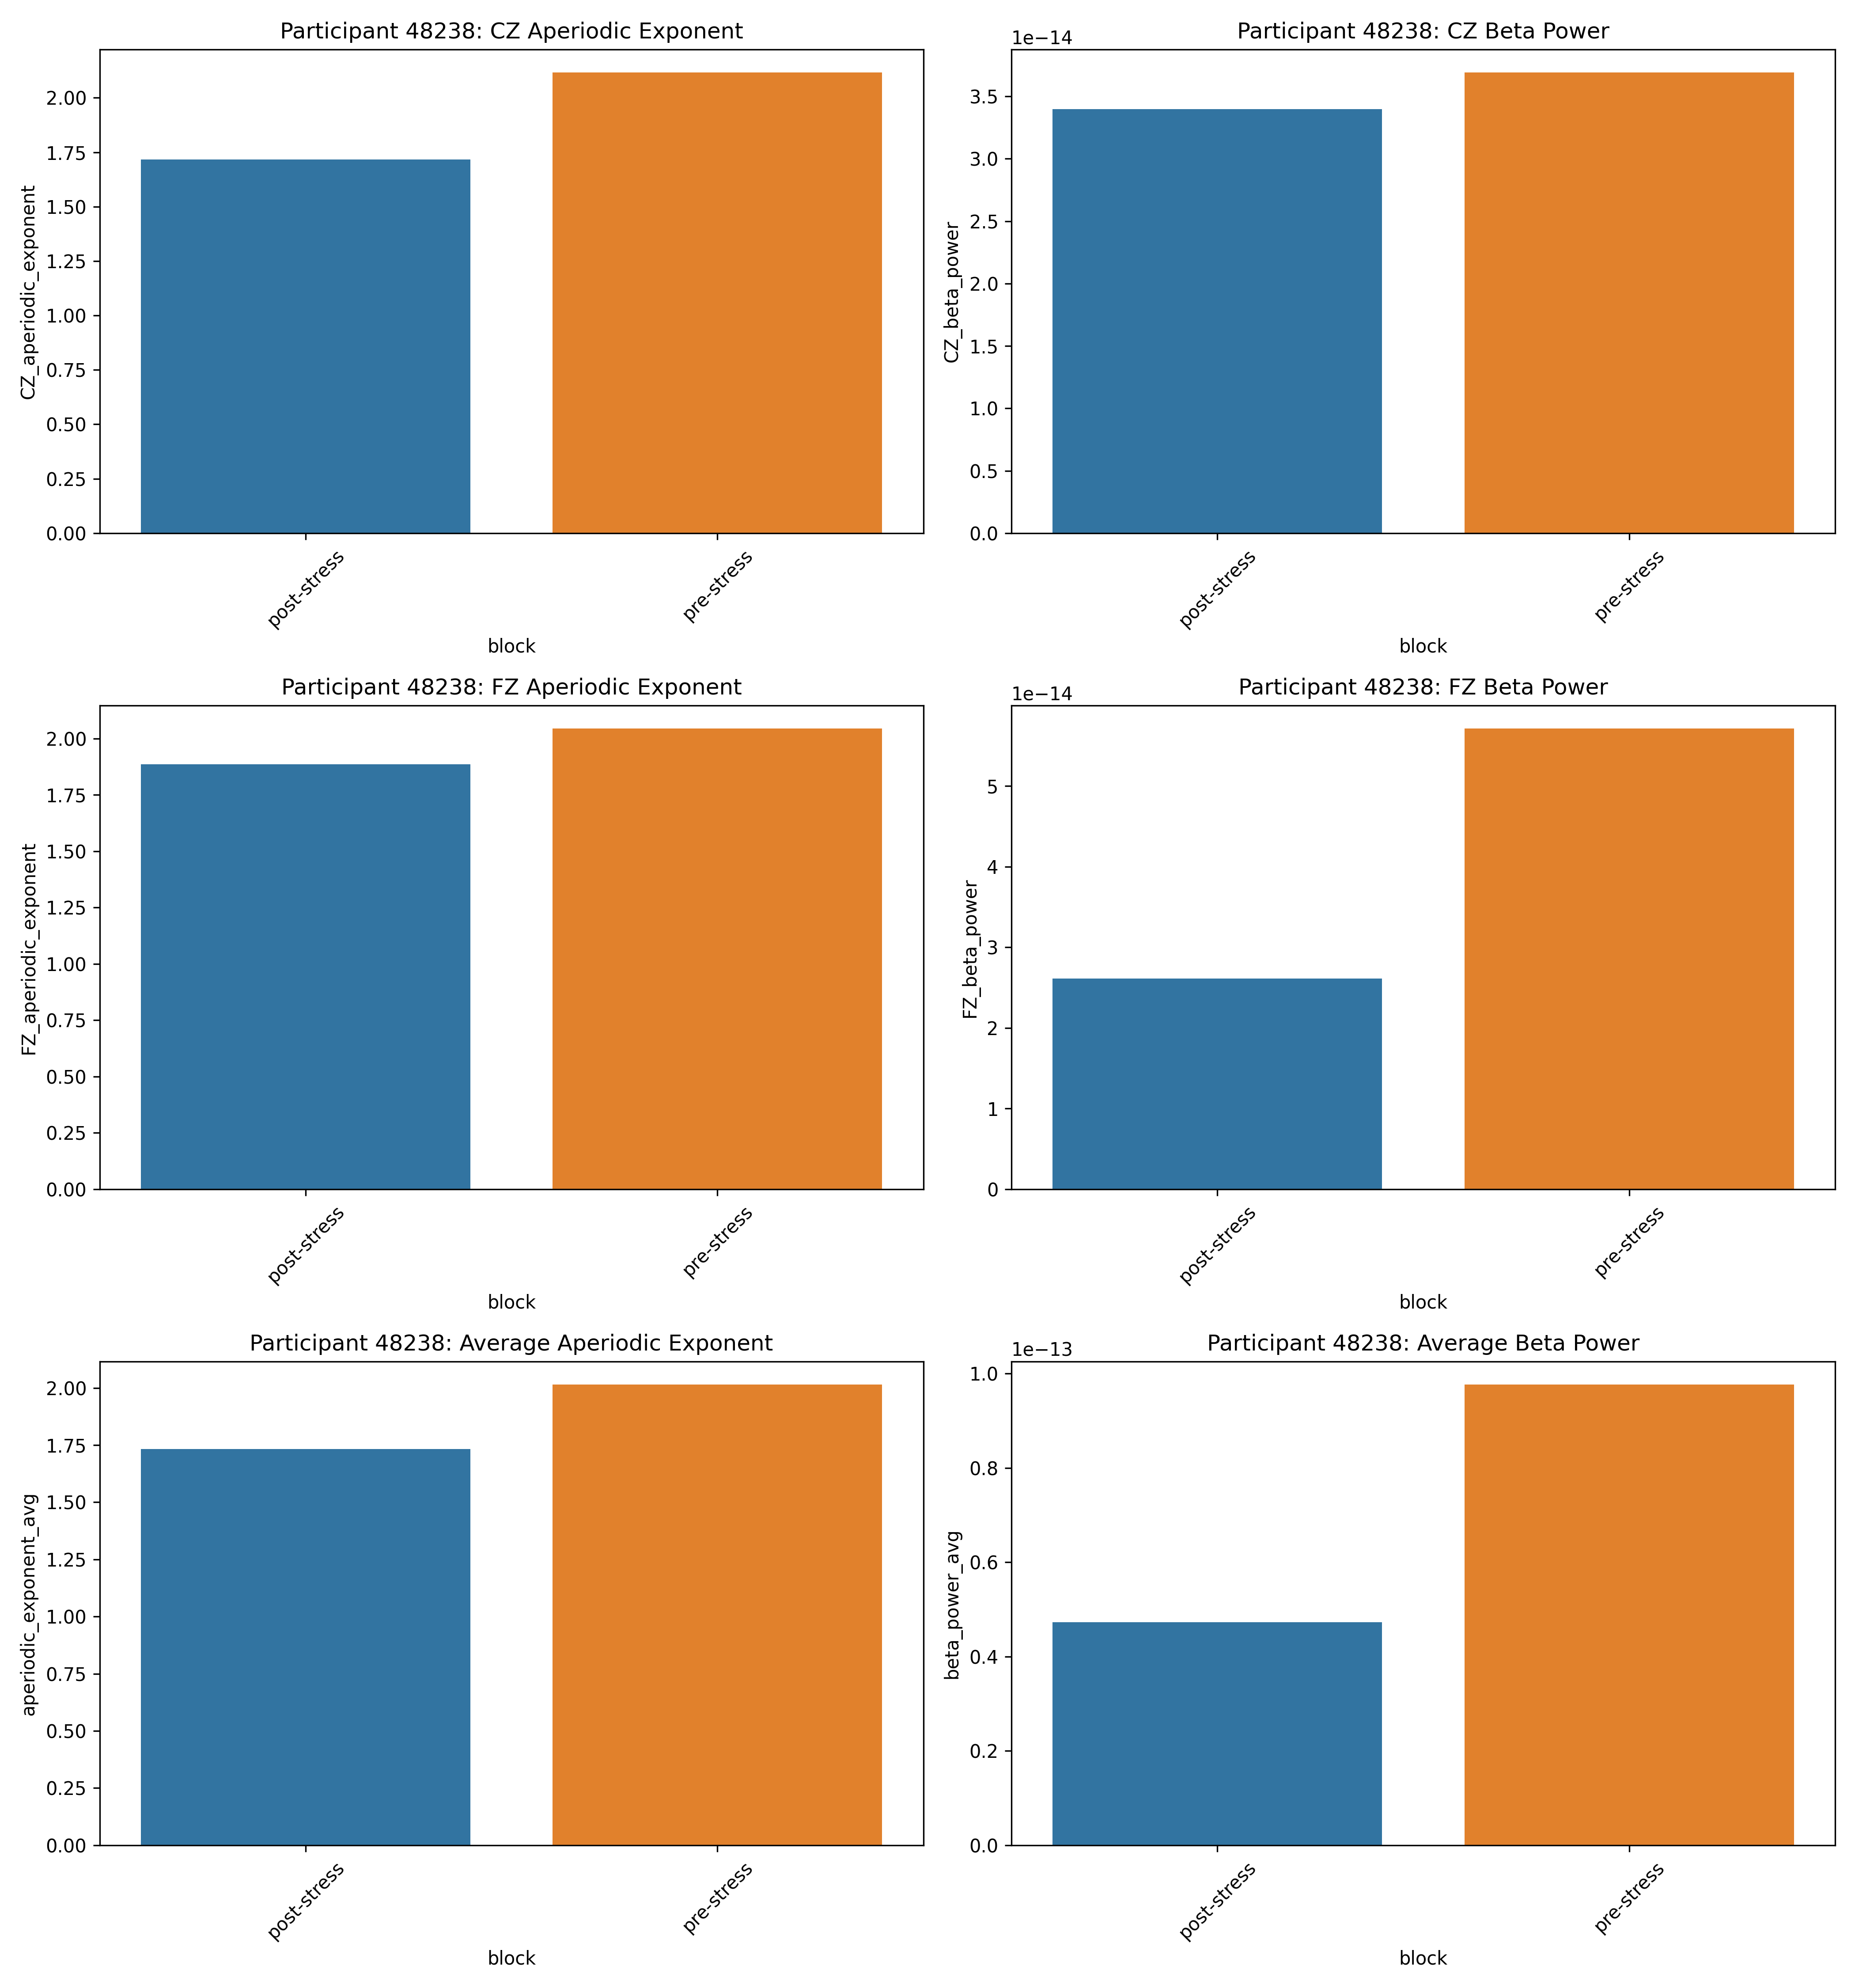 Participant 48238: CZ Aperiodic Exponent
CZ_aperiodic_exponent
2.00
1.75
1.50
1.25
1.00
0.75
0.50
0.25
0.00
post-stress
pre-stress
block
Participant 48238: CZ Beta Power
1e−14
CZ_beta_power
3.5
3.0
2.5
2.0
1.5
1.0
0.5
0.0
post-stress
pre-stress
block
Participant 48238: FZ Aperiodic Exponent
FZ_aperiodic_exponent
2.00
1.75
1.50
1.25
1.00
0.75
0.50
0.25
0.00
post-stress
pre-stress
block
Participant 48238: FZ Beta Power
1e−14
FZ_beta_power
5
4
3
2
1
0
post-stress
pre-stress
block
Participant 48238: Average Aperiodic Exponent
aperiodic_exponent_avg
2.00
1.75
1.50
1.25
1.00
0.75
0.50
0.25
0.00
post-stress
pre-stress
block
Participant 48238: Average Beta Power
1e−13
beta_power_avg
1.0
0.8
0.6
0.4
0.2
0.0
post-stress
pre-stress
block